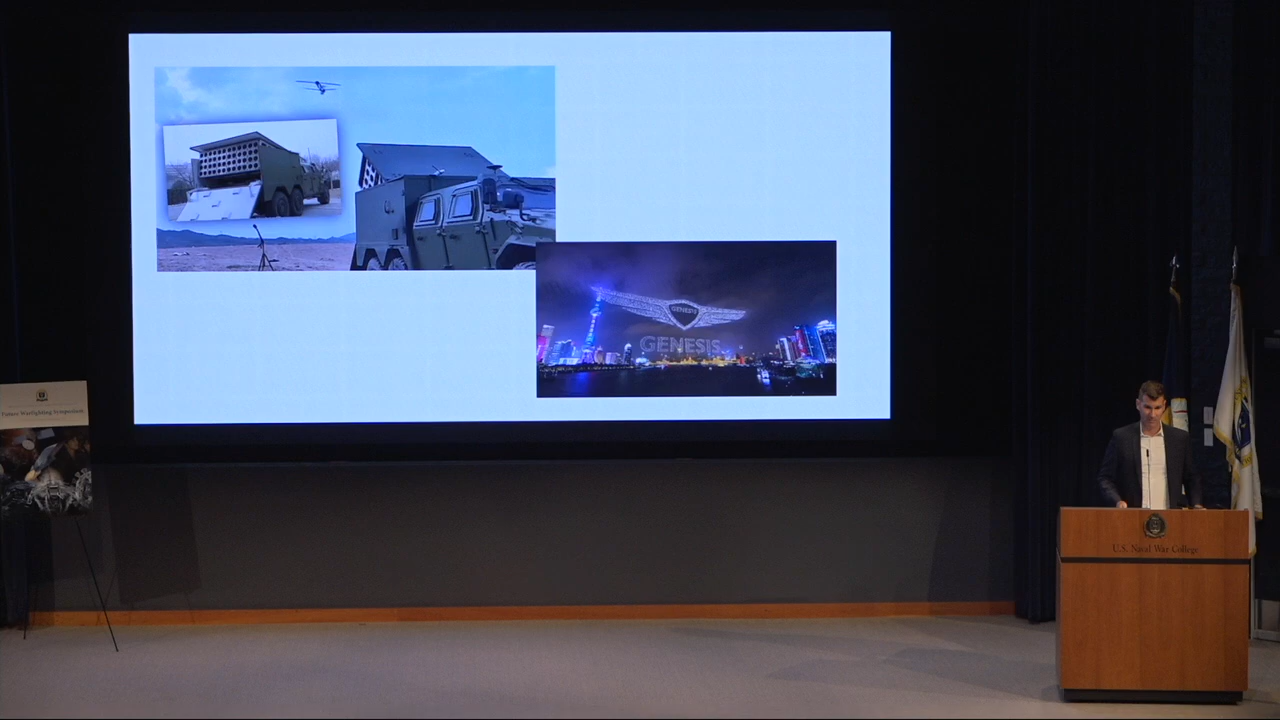 GENESIS
GENESIS
Future Warfighting Symposium
U.S. Naval War College